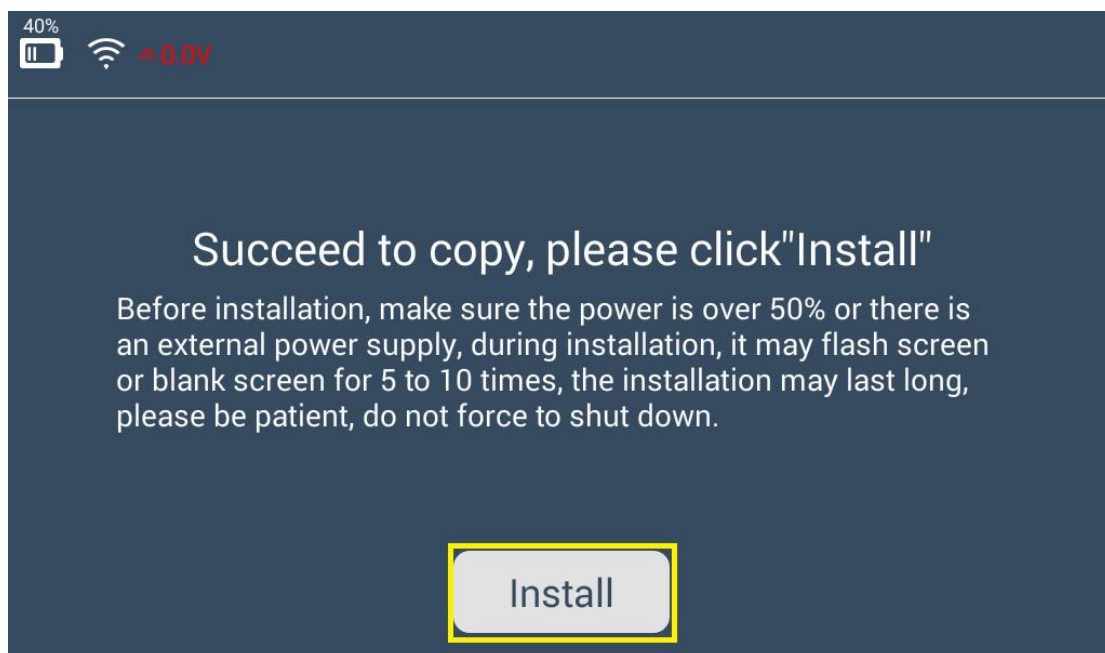 40%
0.0V
Succeed to copy, please click"Install"
Before installation, make sure the power is over 50% or there is
an external power supply, during installation, it may flash screen
or blank screen for 5 to 10 times, the installation may last long,
please be patient, do not force to shut down.
Install